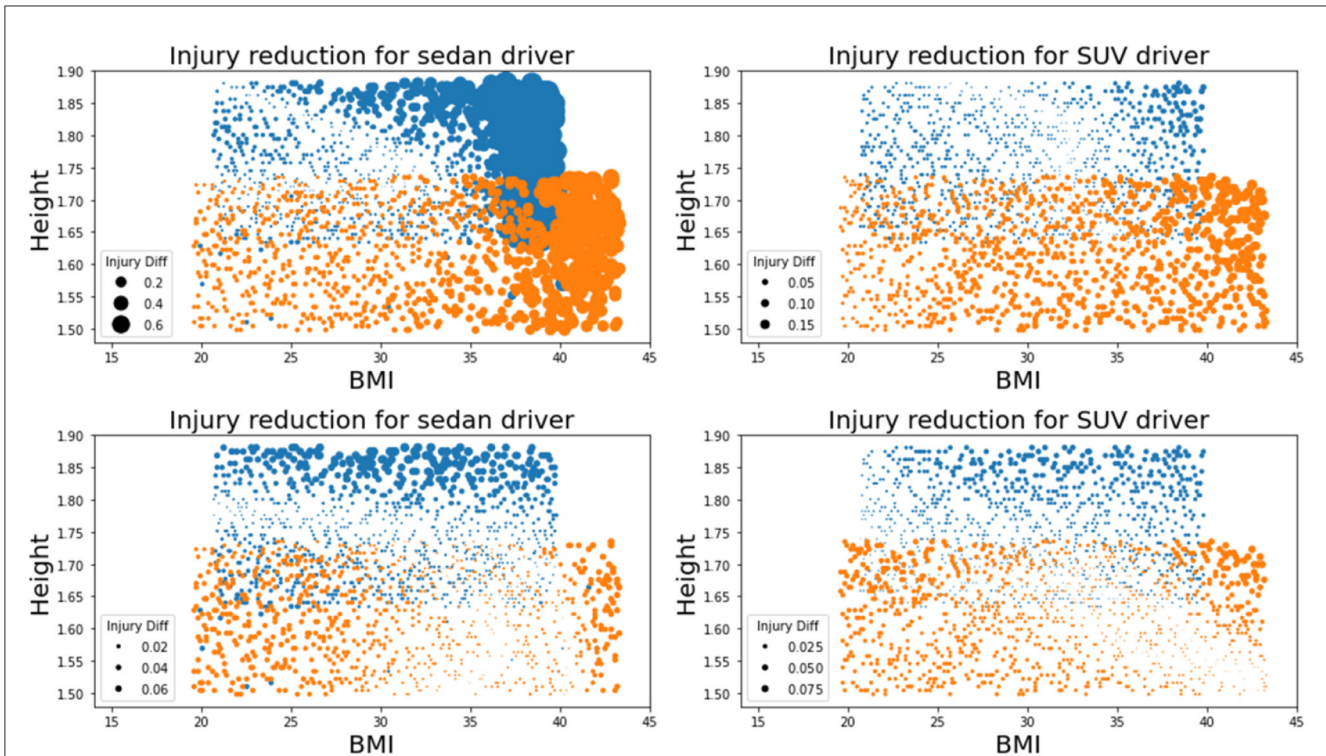 Injury reduction for sedan driver
Height
1.90
1.85
1.80
1.75
1.70
1.65
1.60
1.55
1.50
Injury Diff
0.2
0.4
0.6
15 20 25 30 35 40 45
BMI
Injury reduction for SUV driver
Height
1.90
1.85
1.80
1.75
1.70
1.65
1.60
1.55
1.50
Injury Diff
0.05
0.10
0.15
15 20 25 30 35 40 45
BMI
Injury reduction for sedan driver
Height
1.90
1.85
1.80
1.75
1.70
1.65
1.60
1.55
1.50
Injury Diff
0.02
0.04
0.06
15 20 25 30 35 40 45
BMI
Injury reduction for SUV driver
Height
1.90
1.85
1.80
1.75
1.70
1.65
1.60
1.55
1.50
Injury Diff
0.025
0.050
0.075
15 20 25 30 35 40 45
BMI